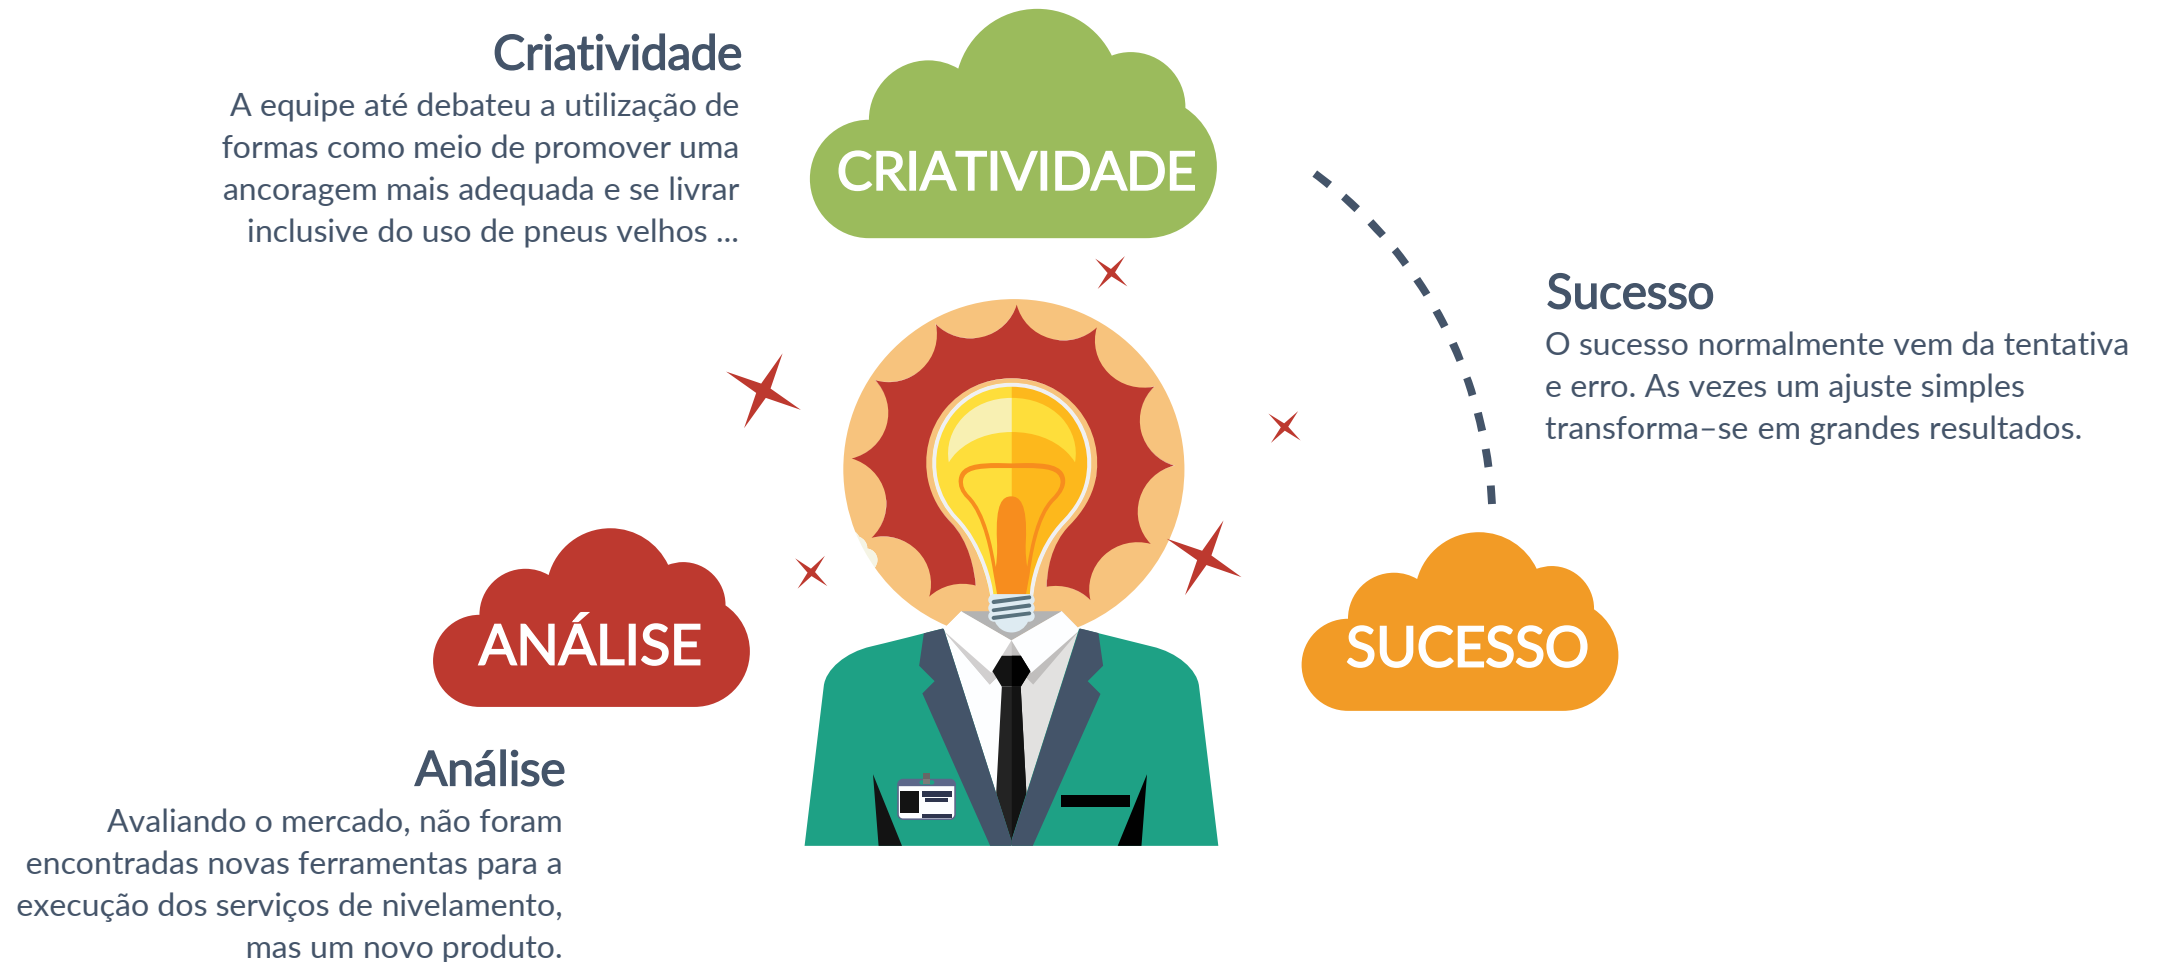 Criatividade
A equipe até debateu a utilização de
formas como meio de promover uma
ancoragem mais adequada e se livrar
inclusive do uso de pneus velhos ...
CRIATIVIDADE
Sucesso
O sucesso normalmente vem da tentativa
e erro. As vezes um ajuste simples
transforma-se em grandes resultados.
ANÁLISE
SUCESSO
Análise
Avaliando o mercado, não foram
encontradas novas ferramentas para a
execução dos serviços de nivelamento,
mas um novo produto.